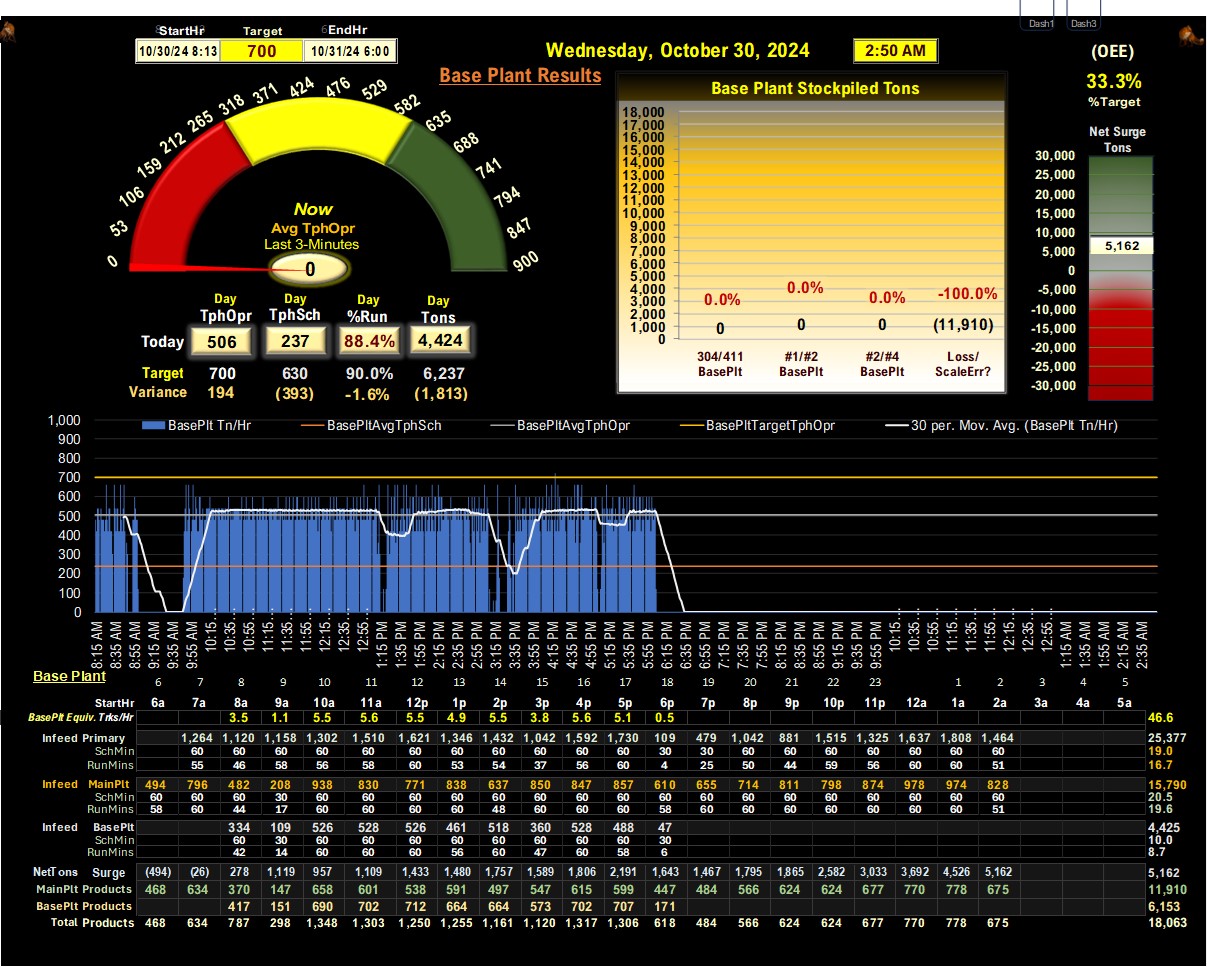 Dash1 Dash3
StartHr Target EndHr
10/30/24 8:13 700 10/31/24 6:00
Wednesday, October 30, 2024 2:50 AM
Base Plant Results
(OEE)
33.3%
%Target
Net Surge
Tons
30,000
25,000
20,000
15,000
10,000
5,000
0
-5,000
-10,000
-15,000
-20,000
-25,000
-30,000
5,162
0 53 106 159 212 265 318 371 424 476 529 582 635 688 741 794 847 900
Now
Avg TphOpr
Last 3-Minutes
0
Day Day Day Day
TphOpr TphSch %Run Tons
Today 506 237 88.4% 4,424
Target 700 630 90.0% 6,237
Variance 194 (393) -1.6% (1,813)
Base Plant Stockpiled Tons
18,000
17,000
16,000
15,000
14,000
13,000
12,000
11,000
10,000
9,000
8,000
7,000
6,000
5,000
4,000
3,000
2,000
1,000
0
0.0% 0.0% 0.0% -100.0%
0 0 0 (11,910)
304/411 #1/#2 #2/#4 Loss/
BasePlt BasePlt BasePlt ScaleErr?
BasePlt Tn/Hr BasePltAvgTphSch BasePltAvgTphOpr BasePltTargetTphOpr 30 per. Mov. Avg. (BasePlt Tn/Hr)
1,000
900
800
700
600
500
400
300
200
100
0
8:15 AM 8:35 AM 8:55 AM 9:15 AM 9:35 AM 9:55 AM 10:15... 10:35... 10:55... 11:15... 11:35... 11:55... 12:15... 12:35... 12:55... 1:15 PM 1:35 PM 1:55 PM 2:15 PM 2:35 PM 2:55 PM 3:15 PM 3:35 PM 3:55 PM 4:15 PM 4:35 PM 4:55 PM 5:15 PM 5:35 PM 5:55 PM 6:15 PM 6:35 PM 6:55 PM 7:15 PM 7:35 PM 7:55 PM 8:15 PM 8:35 PM 8:55 PM 9:15 PM 9:35 PM 9:55 PM 10:15... 10:35... 10:55... 11:15... 11:35... 11:55... 12:15... 12:35... 12:55... 1:15 AM 1:35 AM 1:55 AM 2:15 AM 2:35 AM
Base Plant 6 7 8 9 10 11 12 13 14 15 16 17 18 19 20 21 22 23 1 2 3 4 5
StartHr 6a 7a 8a 9a 10a 11a 12p 1p 2p 3p 4p 5p 6p 7p 8p 9p 10p 11p 12a 1a 2a 3a 4a 5a
BasePlt Equiv. Trks/Hr 3.5 1.1 5.5 5.6 5.5 4.9 5.5 3.8 5.6 5.1 0.5 46.6
Infeed Primary 1,264 1,120 1,158 1,302 1,510 1,621 1,346 1,432 1,042 1,592 1,730 109 479 1,042 881 1,515 1,325 1,637 1,808 1,464 25,377
SchMin 60 60 60 60 60 60 60 60 60 60 60 30 30 60 60 60 60 60 60 60 19.0
RunMins 55 46 58 56 58 60 53 54 37 56 60 4 25 50 44 59 56 60 60 51 16.7
Infeed MainPlt 494 796 482 208 938 830 771 838 637 850 847 857 610 655 714 811 798 874 978 974 828 15,790
SchMin 60 60 60 30 60 60 60 60 60 60 60 60 60 60 60 60 60 60 60 60 60 20.5
RunMins 58 60 44 17 60 60 60 60 48 60 60 60 58 60 60 60 60 60 60 60 51 19.6
Infeed BasePlt 334 109 526 528 526 461 518 360 528 488 47 4,425
SchMin 60 30 60 60 60 60 60 60 60 60 30 10.0
RunMins 42 14 60 60 60 56 60 47 60 58 6 8.7
NetTons Surge (494) (26) 278 1,119 957 1,109 1,433 1,480 1,757 1,589 1,806 2,191 1,643 1,467 1,795 1,865 2,582 3,033 3,692 4,526 5,162 5,162
MainPlt Products 468 634 370 147 658 601 538 591 497 547 615 599 447 484 566 624 624 677 770 778 675 11,910
BasePlt Products 417 151 690 702 712 664 664 573 702 707 171 6,153
Total Products 468 634 787 298 1,348 1,303 1,250 1,255 1,161 1,120 1,317 1,306 618 484 566 624 624 677 770 778 675 18,063